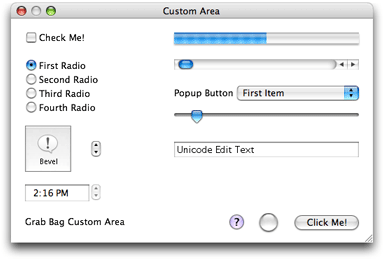 Custom Area
Check Me!
First Radio
Second Radio
Third Radio
Fourth Radio
Popup Button
First Item
Bevel
Unicode Edit Text
2:16 PM
Grab Bag Custom Area
?
Click Me!